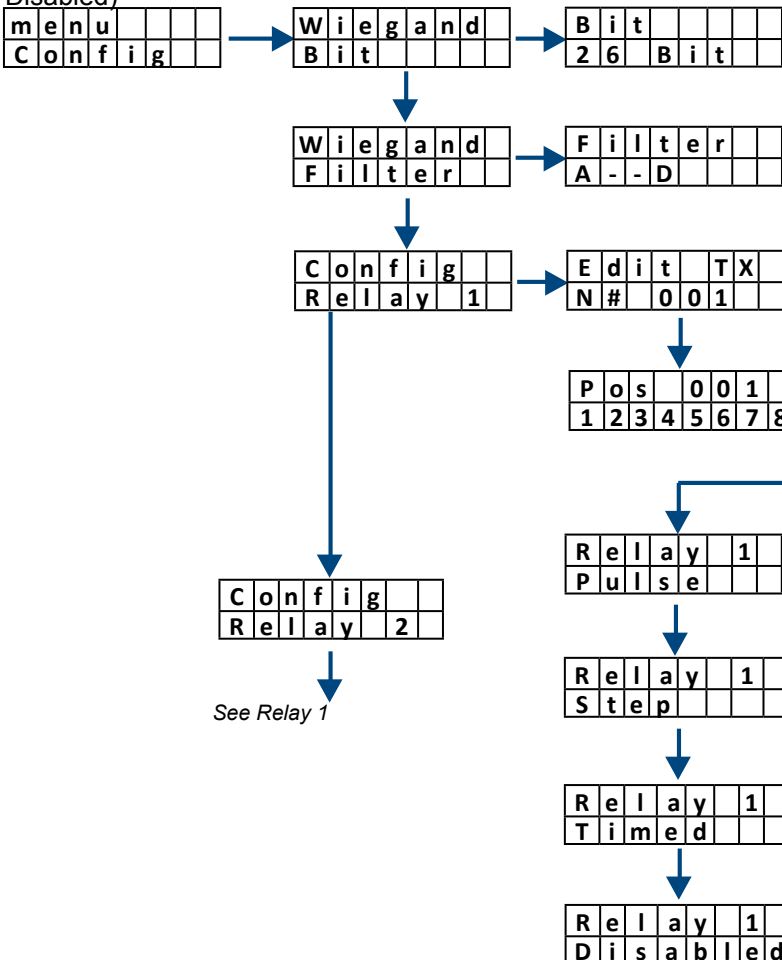 Disabled)
menu
Config
Wiegand
Bit
Bit
26 Bit
Wiegand
Filter
Filter
A--D
Config
Relay 1
Edit TX
N# 001
Pos 001
12345678
Relay 1
Pulse
Config
Relay 2
Relay 1
Step
See Relay 1
Relay 1
Timed
Relay 1
Disabled